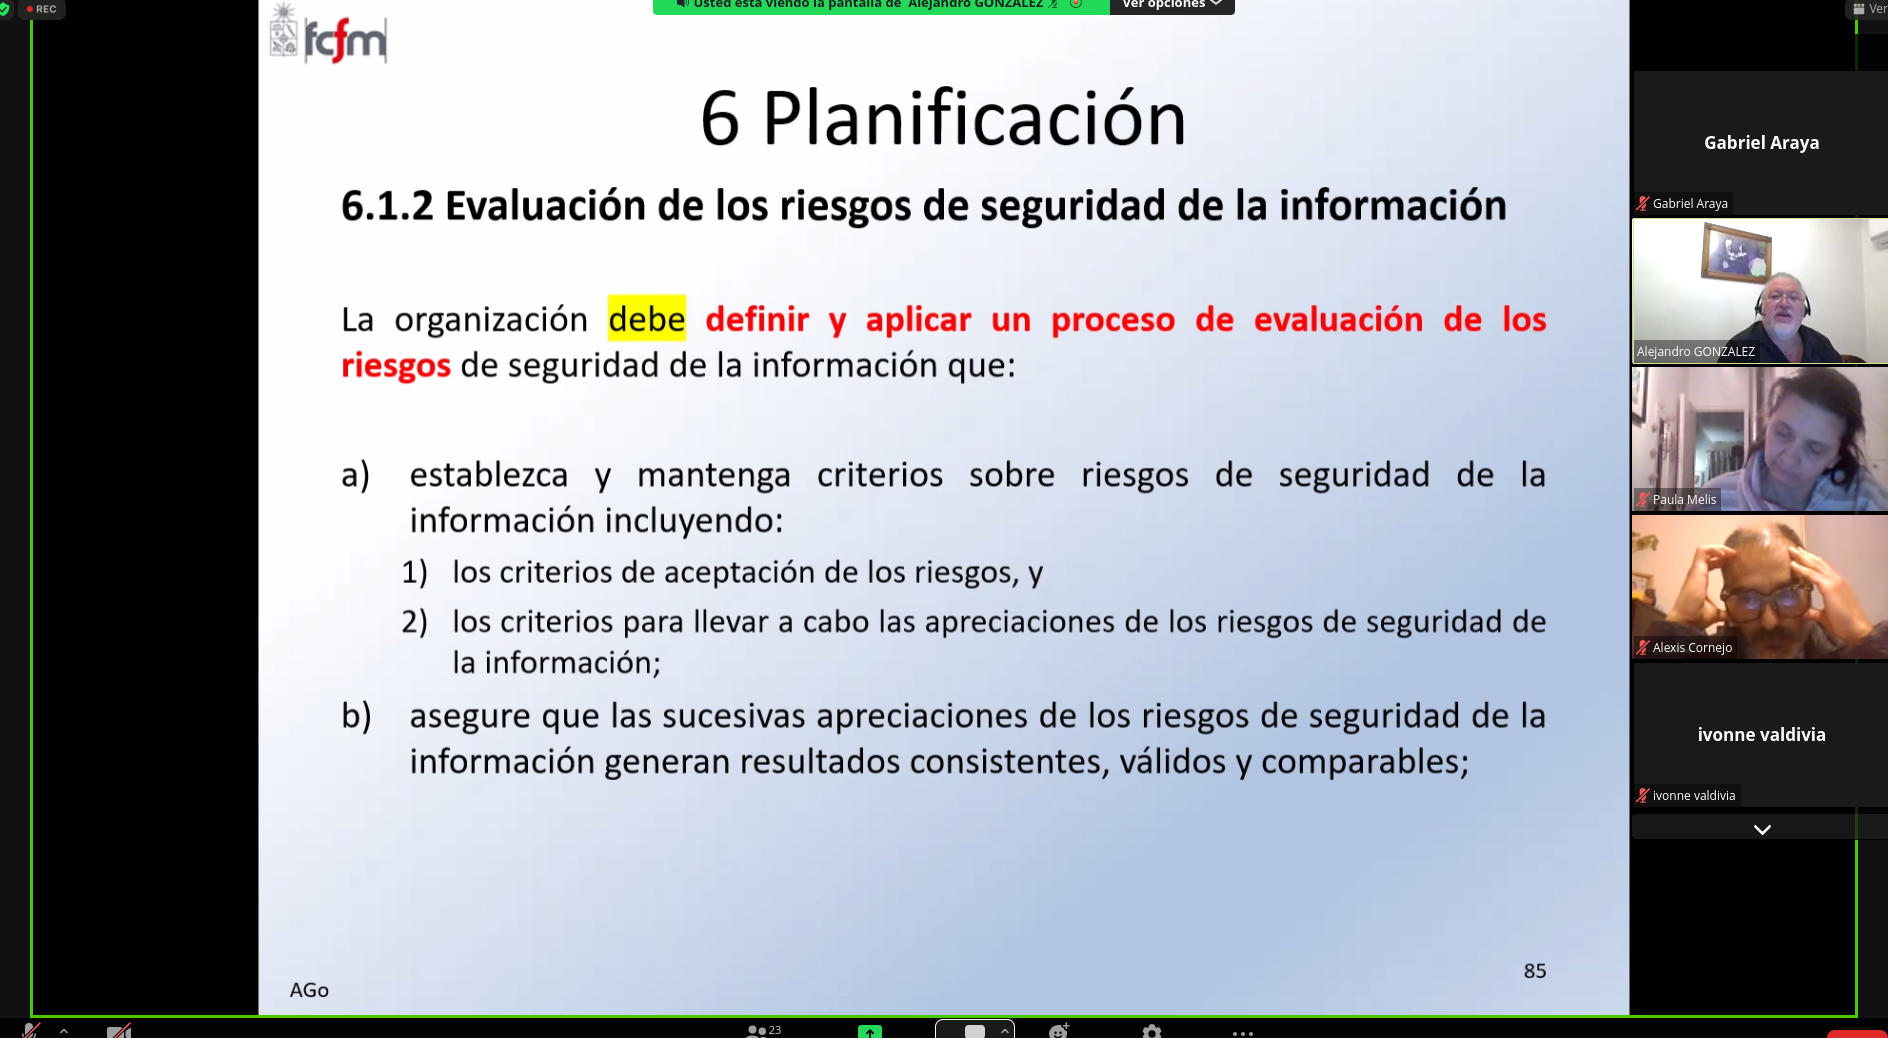 REC
Usted está viendo la pantalla de Alejandro GONZALEZ
Ver opciones
Ver
fcfm
6 Planificación
6.1.2 Evaluación de los riesgos de seguridad de la información
La organización debe definir y aplicar un proceso de evaluación de los
riesgos de seguridad de la información que:
a) establezca y mantenga criterios sobre riesgos de seguridad de la
información incluyendo:
1) los criterios de aceptación de los riesgos, y
2) los criterios para llevar a cabo las apreciaciones de los riesgos de seguridad de
la información;
b) asegure que las sucesivas apreciaciones de los riesgos de seguridad de la
información generan resultados consistentes, válidos y comparables;
85
AGo
Gabriel Araya
Gabriel Araya
Alejandro GONZALEZ
Paula Melis
Alexis Cornejo
ivonne valdivia
ivonne valdivia
23